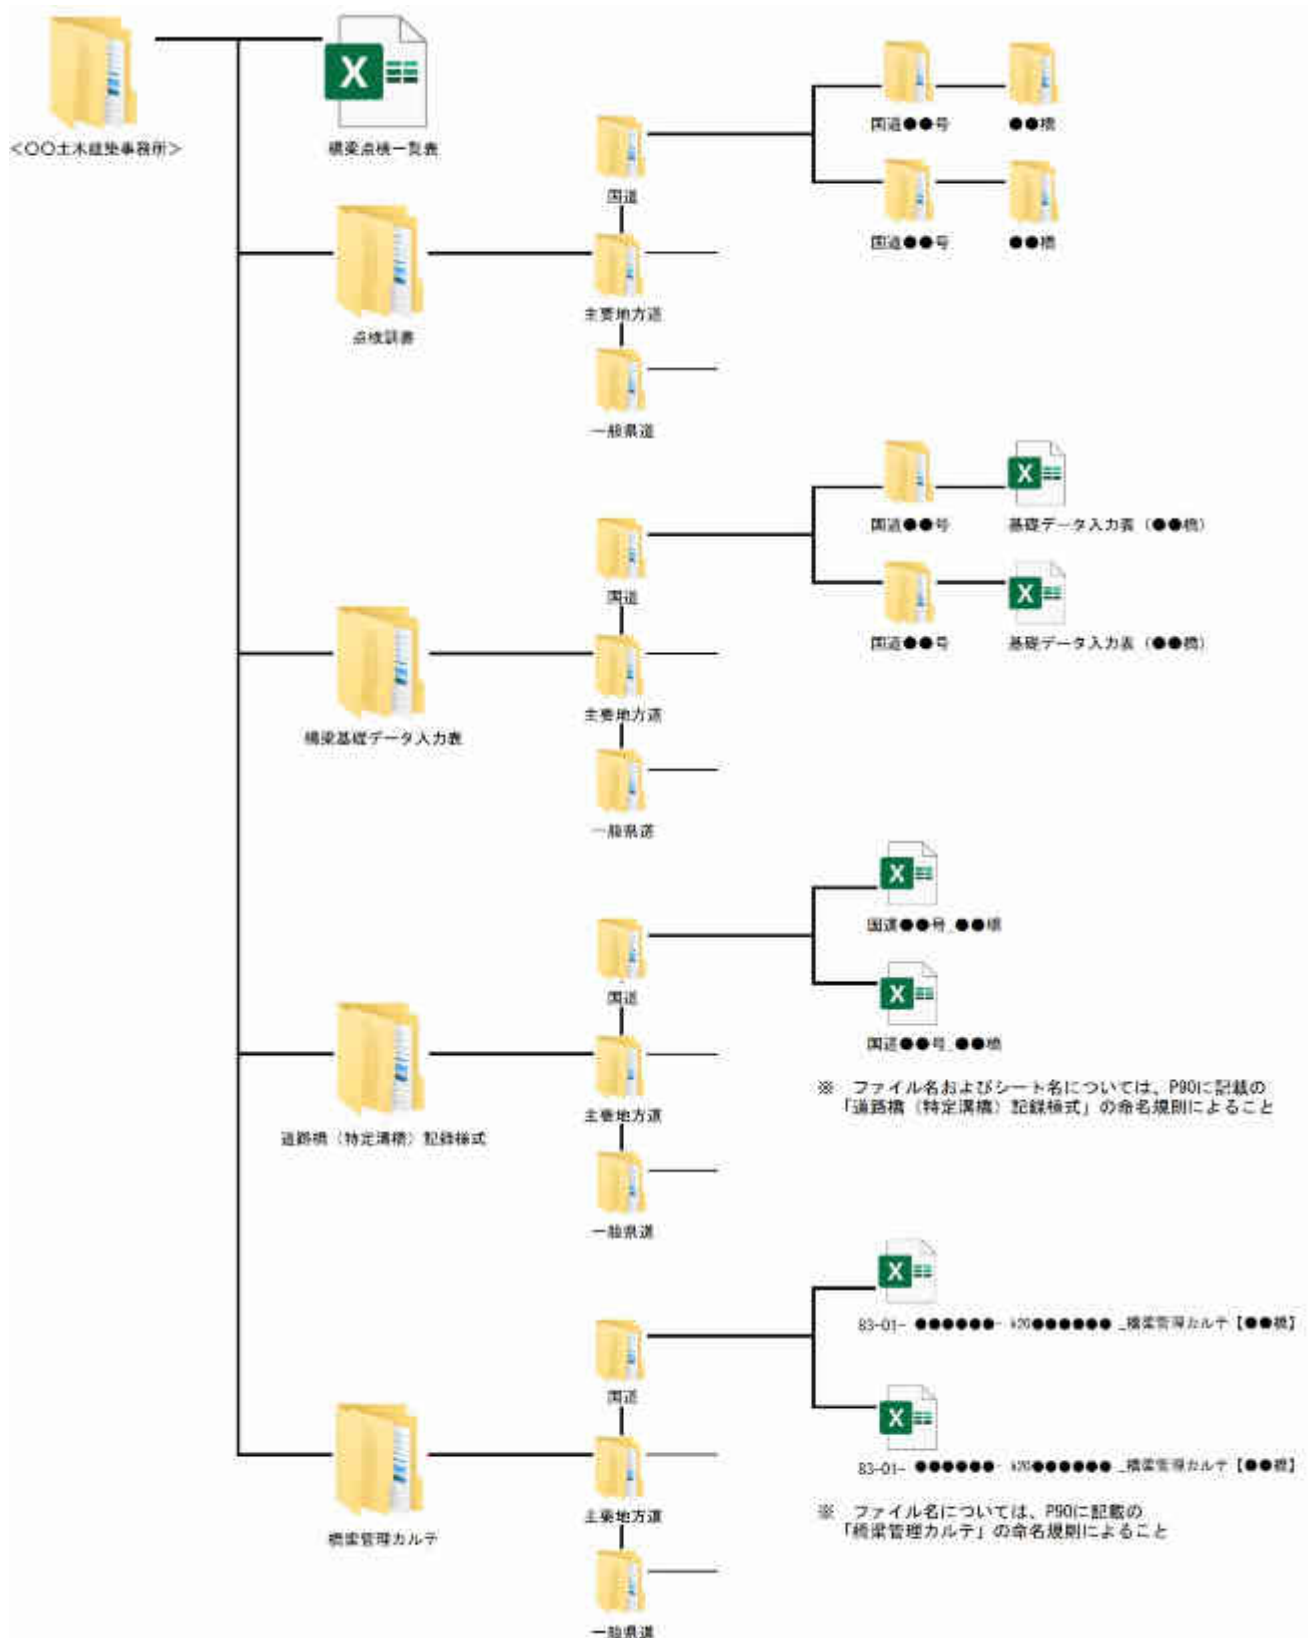 <〇〇土木建築事務所>
橋梁点検一覧表
国道●●号
●●橋
国道
国道●●号
●●橋
主要地方道
点検調書
一般県道
国道●●号
基礎データ入力表（●●橋）
国道
国道●●号
基礎データ入力表（●●橋）
主要地方道
橋梁基礎データ入力表
一般県道
国道●●号_●●橋
国道
国道●●号_●●橋
※　ファイル名およびシート名については、P90に記載の
「道路橋（特定溝橋）記録様式」の命名規則によること
主要地方道
道路橋（特定溝橋）記録様式
一般県道
83-01- ●●●●●●- k20●●●●●● _橋梁管理カルテ【●●橋】
国道
83-01- ●●●●●●- k20●●●●●● _橋梁管理カルテ【●●橋】
※　ファイル名については、P90に記載の
「橋梁管理カルテ」の命名規則によること
主要地方道
橋梁管理カルテ
一般県道